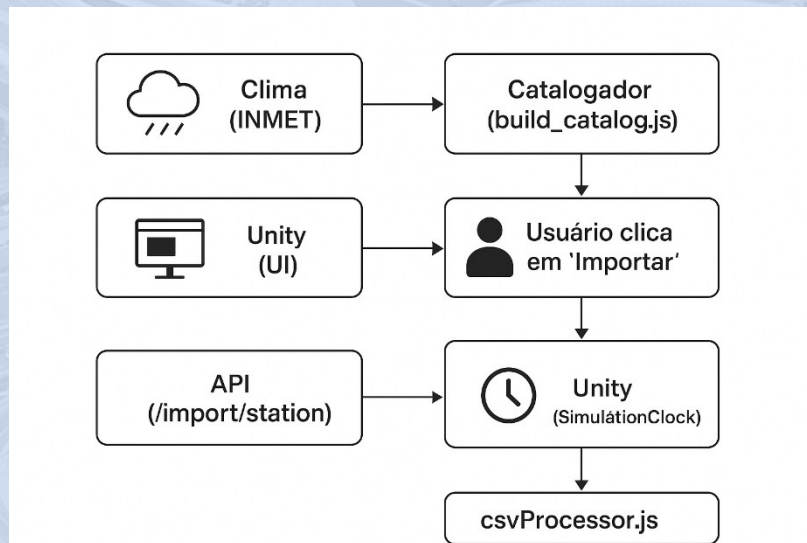 Clima
(INMET)
Catalogador
(build_catalog.js)
Unity
(UI)
Usuário clica
em 'Importar'
API
(/import/station)
Unity
(SimulátionClock)
csvProcessor.js